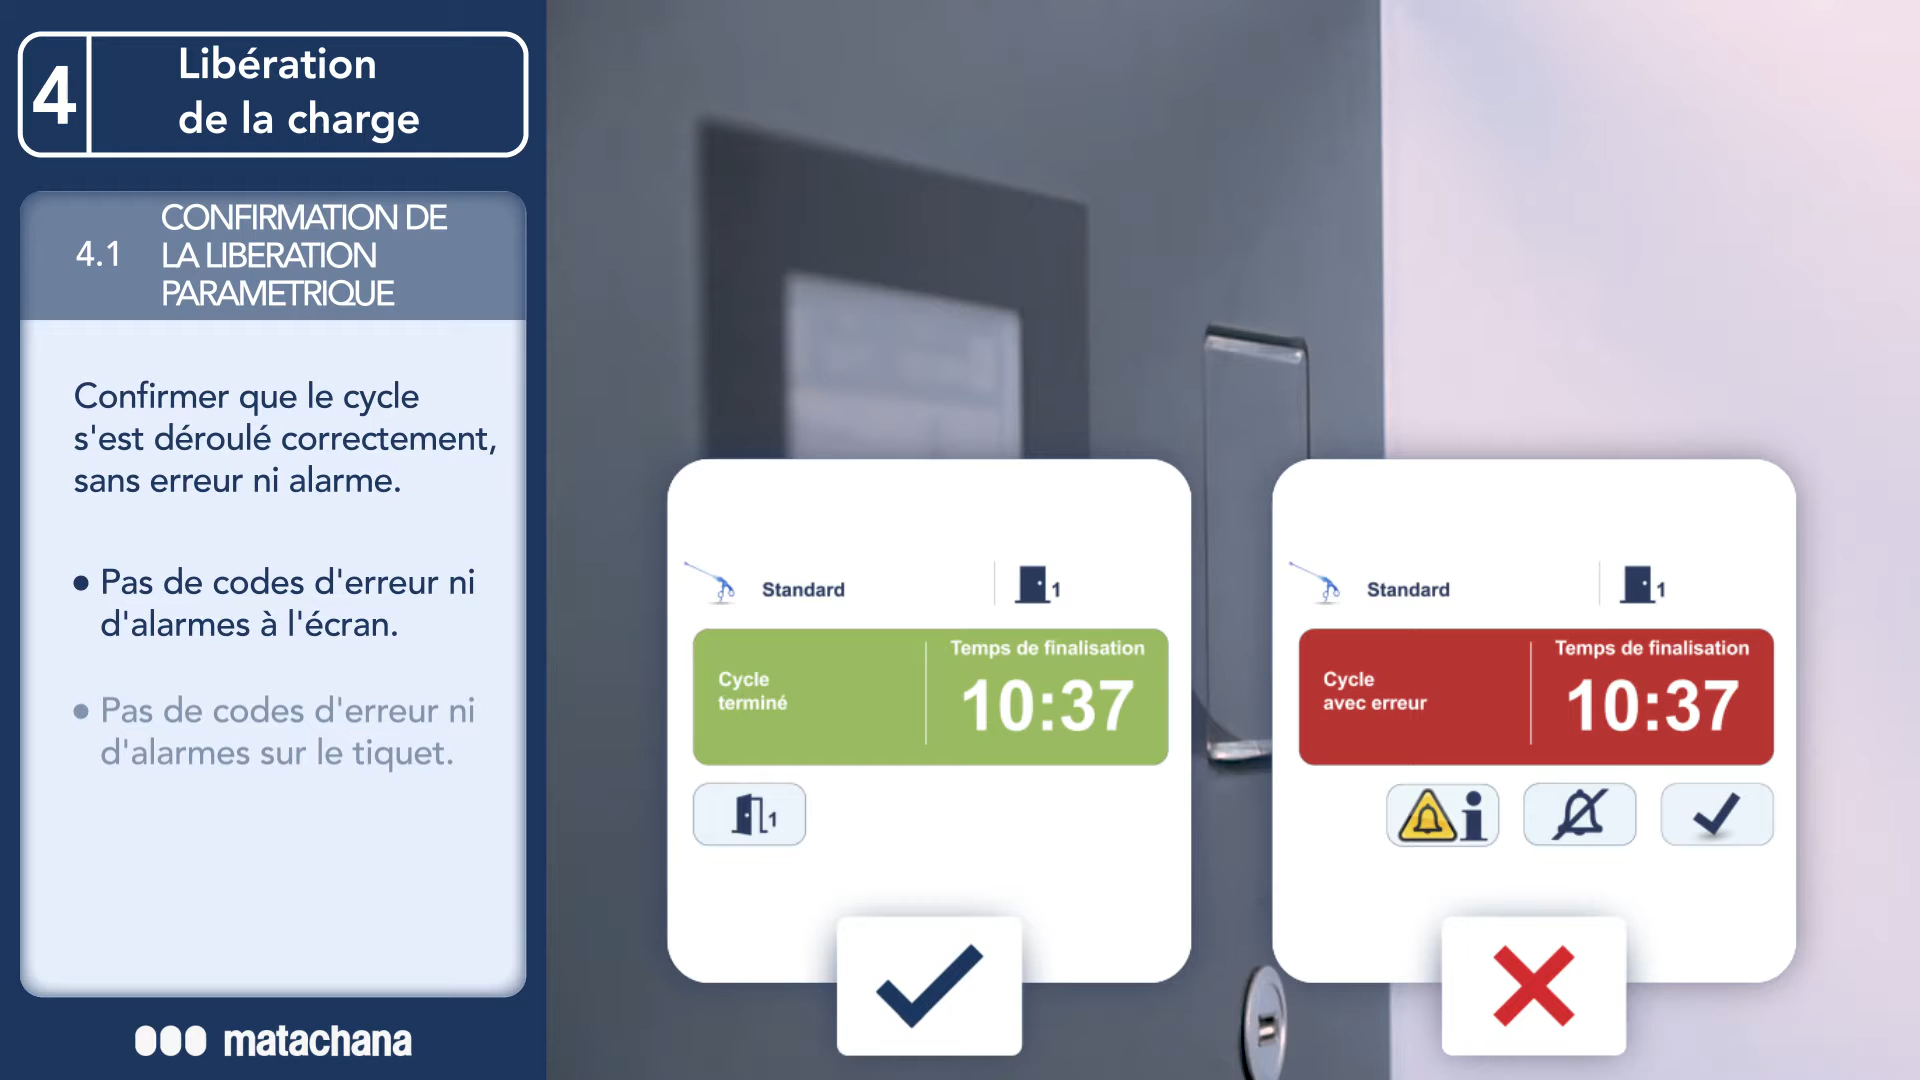 4
Libération
de la charge
4.1
CONFIRMATION DE
LA LIBERATION
PARAMETRIQUE
Confirmer que le cycle
s'est déroulé correctement,
sans erreur ni alarme.
• Pas de codes d'erreur ni
d'alarmes à l'écran.
• Pas de codes d'erreur ni
d'alarmes sur le tiquet.
matachana
Standard
1
Cycle
terminé
Temps de finalisation
10:37
1
Standard
1
Cycle
avec erreur
Temps de finalisation
10:37